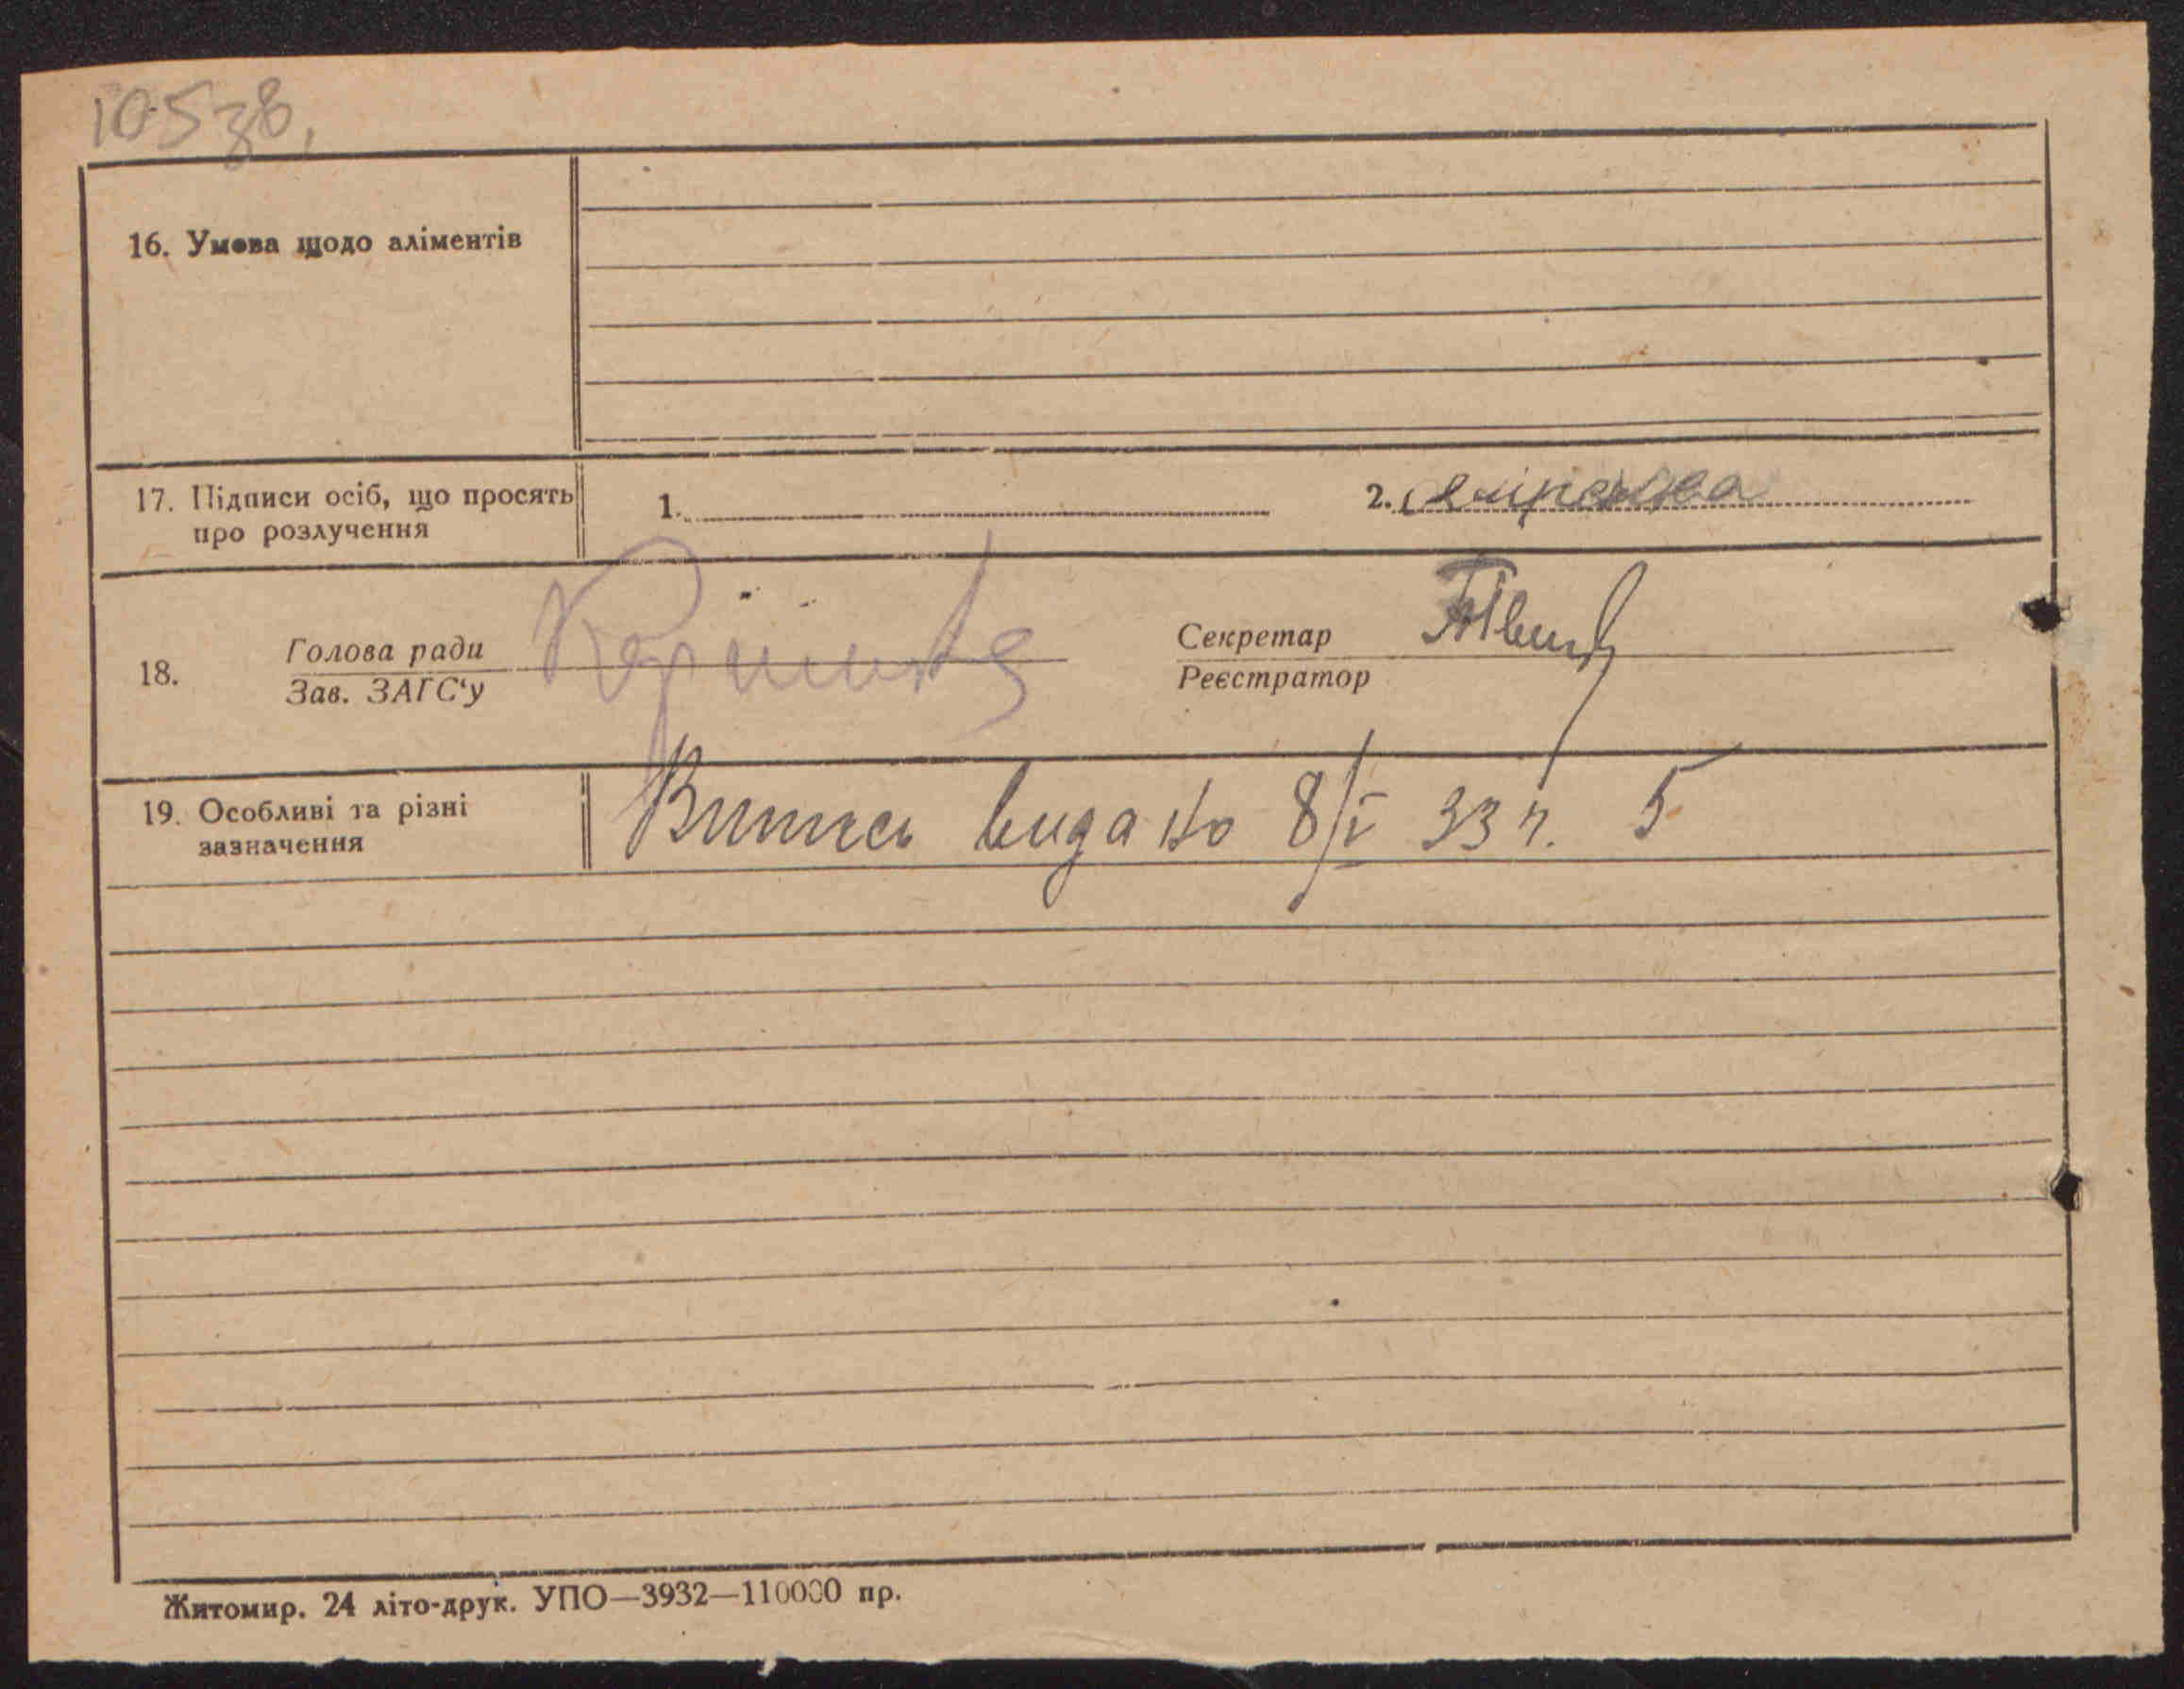 10538,
16. Умова щодо аліментів
17. Підписи осіб, що просять
про розлучення
1.
2.
18.
Голова ради
Зав. ЗАГС‘у
Секретар
Реєстратор
19. Особливі та різні
зазначення
Випись видано 8/V 33 р. 5
Житомир. 24 літо-друк. УПО—3932—110000 пр.